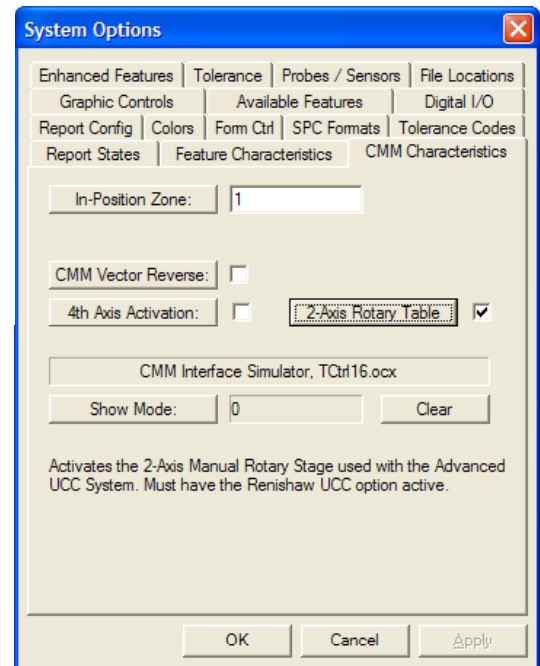 System Options
Enhanced Features Tolerance Probes / Sensors File Locations
Graphic Controls Available Features Digital I/O
Report Config Colors Form Ctrl SPC Formats Tolerance Codes
Report States Feature Characteristics CMM Characteristics
In-Position Zone: 1
CMM Vector Reverse:
4th Axis Activation: 2-Axis Rotary Table
CMM Interface Simulator, TCtrl16.ocx
Show Mode: 0 Clear
Activates the 2-Axis Manual Rotary Stage used with the Advanced
UCC System. Must have the Renishaw UCC option active.
OK Cancel Apply